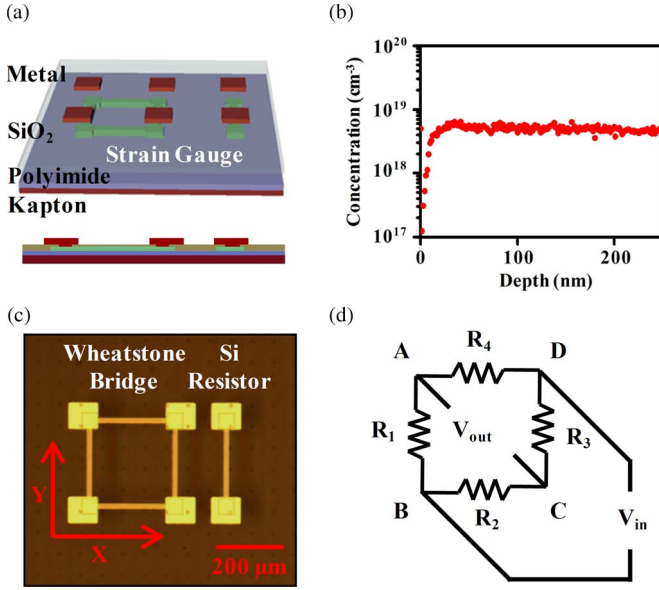 (a)
Metal
SiO2
Strain Gauge
Polyimide
Kapton
(b)
Concentration (cm-3)
10^20
10^19
10^18
10^17
0 100 200
Depth (nm)
(c)
Wheatstone Si
Bridge Resistor
Y
X
200 µm
(d)
A R4 D
R1 Vout R3
B R2 C Vin